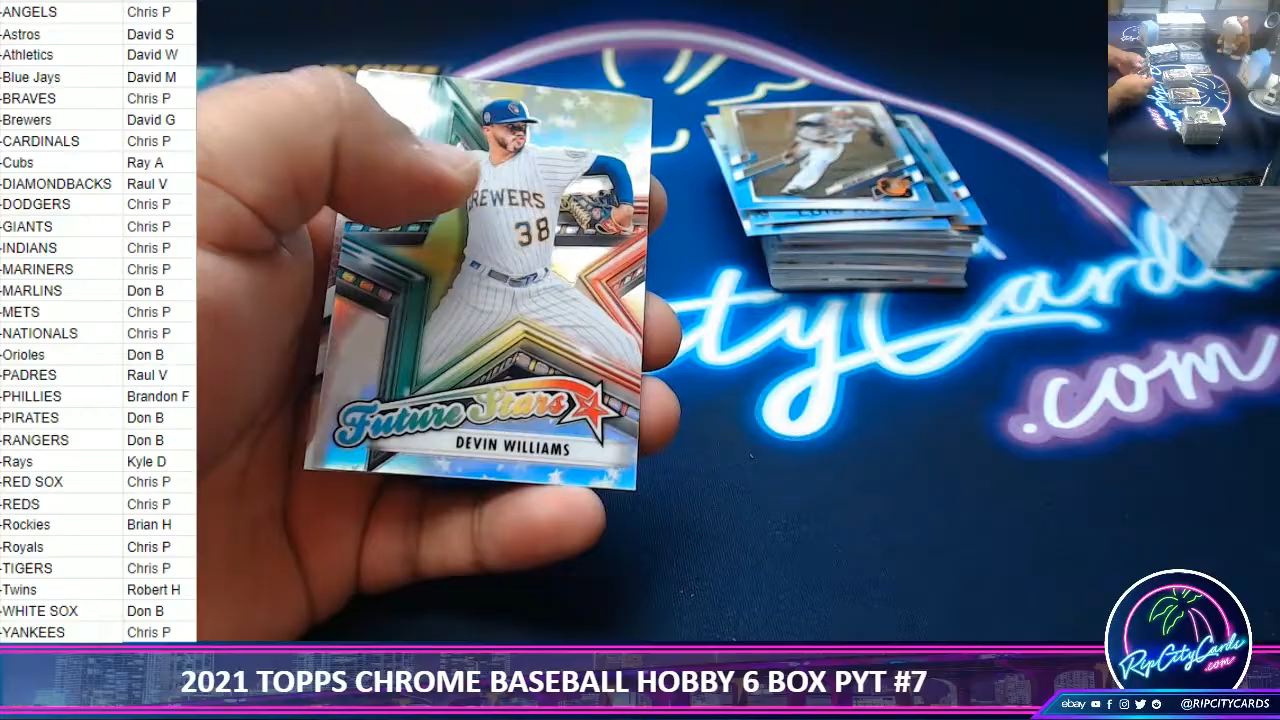 -ANGELS Chris P
-Astros David S
-Athletics David W
-Blue Jays David M
-BRAVES Chris P
-Brewers David G
-CARDINALS Chris P
-Cubs Ray A
-DIAMONDBACKS Raul V
-DODGERS Chris P
-GIANTS Chris P
-INDIANS Chris P
-MARINERS Chris P
-MARLINS Don B
-METS Chris P
-NATIONALS Chris P
-Orioles Don B
-PADRES Raul V
-PHILLIES Brandon F
-PIRATES Don B
-RANGERS Don B
-Rays Kyle D
-RED SOX Chris P
-REDS Chris P
-Rockies Brian H
-Royals Chris P
-TIGERS Chris P
-Twins Robert H
-WHITE SOX Don B
-YANKEES Chris P
BREWERS
38
Future Stars
DEVIN WILLIAMS
ty Cards
.com
RipCityCards
.com
2021 TOPPS CHROME BASEBALL HOBBY 6 BOX PYT #7
ebay @RIPCITYCARDS